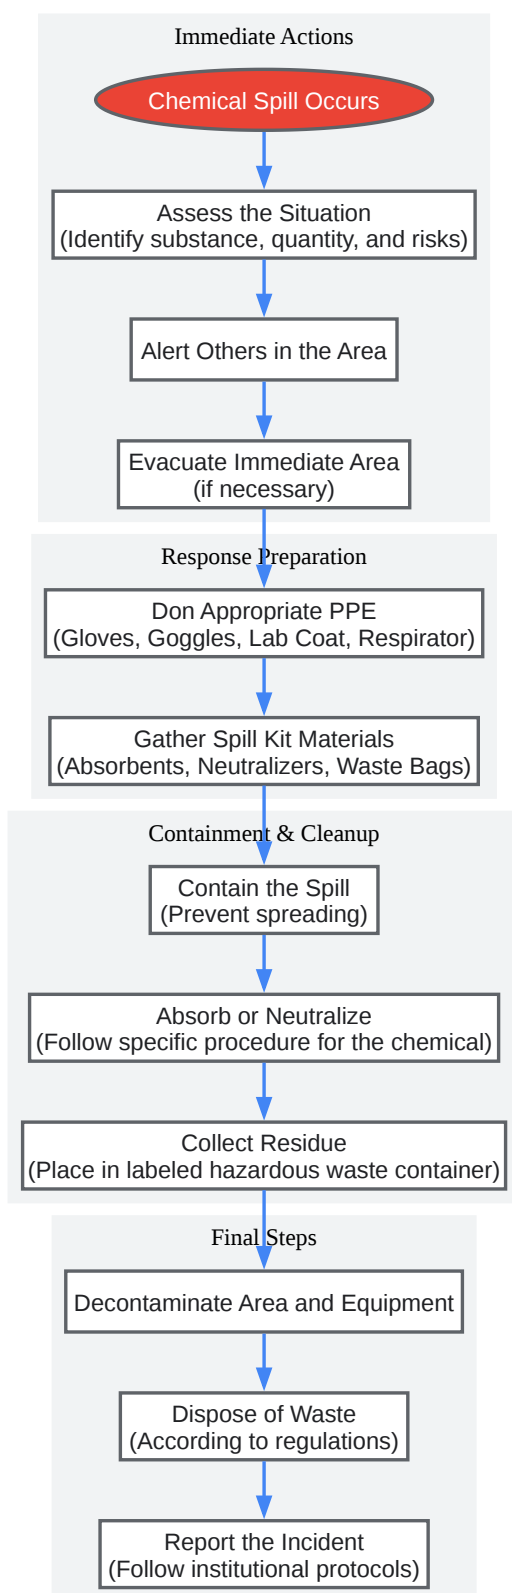 Immediate Actions
Chemical Spill Occurs
Assess the Situation
(Identify substance, quantity, and risks)
Alert Others in the Area
Evacuate Immediate Area
(if necessary)
Response Preparation
Don Appropriate PPE
(Gloves, Goggles, Lab Coat, Respirator)
Gather Spill Kit Materials
(Absorbents, Neutralizers, Waste Bags)
Containment & Cleanup
Contain the Spill
(Prevent spreading)
Absorb or Neutralize
(Follow specific procedure for the chemical)
Collect Residue
(Place in labeled hazardous waste container)
Final Steps
Decontaminate Area and Equipment
Dispose of Waste
(According to regulations)
Report the Incident
(Follow institutional protocols)